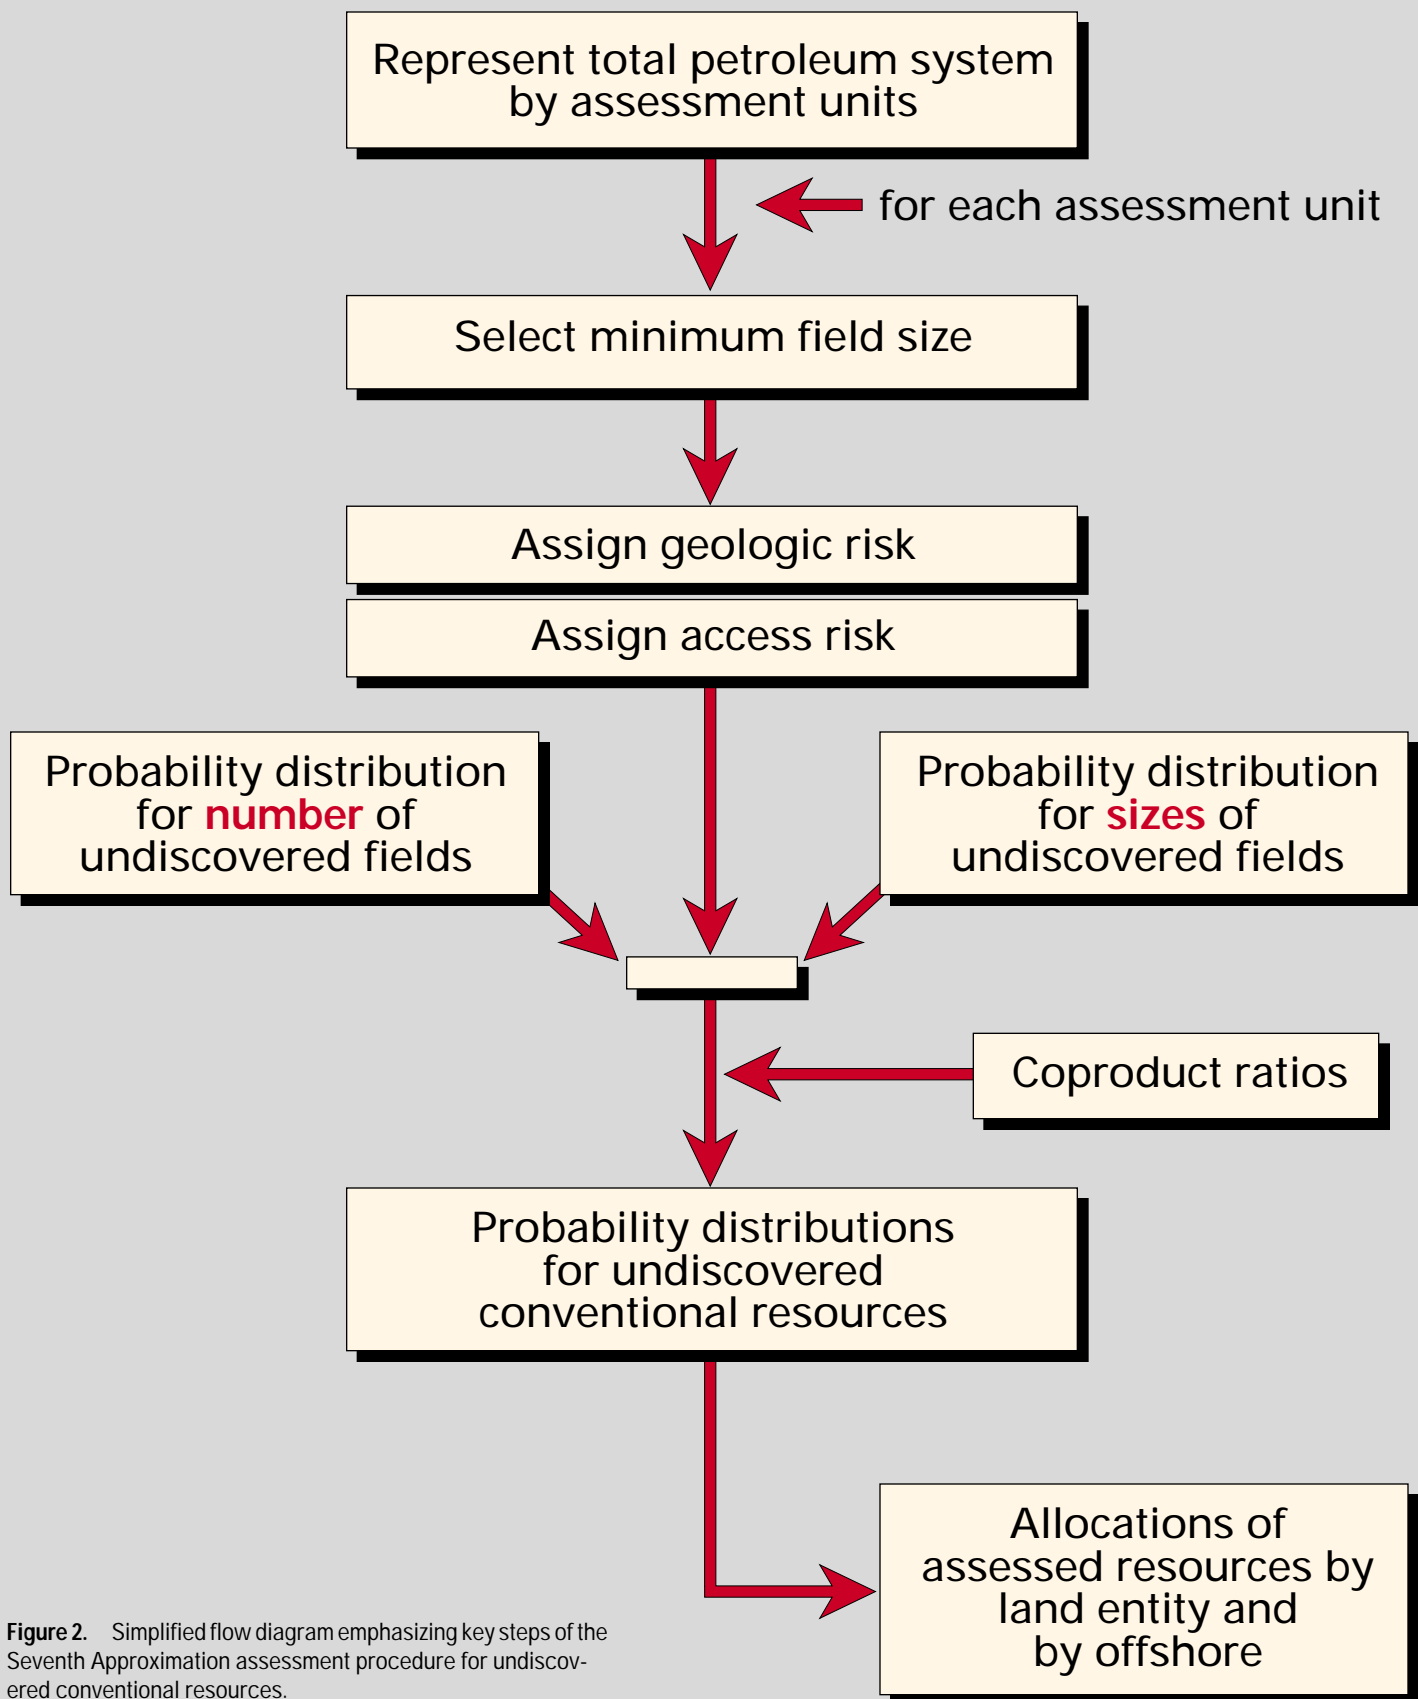 Represent total petroleum system
by assessment units
for each assessment unit
Select minimum field size
Assign geologic risk
Assign access risk
Probability distribution
for number of
undiscovered fields
Probability distribution
for sizes of
undiscovered fields
Coproduct ratios
Probability distributions
for undiscovered
conventional resources
Allocations of
assessed resources by
land entity and
by offshore
Figure 2. Simplified flow diagram emphasizing key steps of the
Seventh Approximation assessment procedure for undiscov-
ered conventional resources.